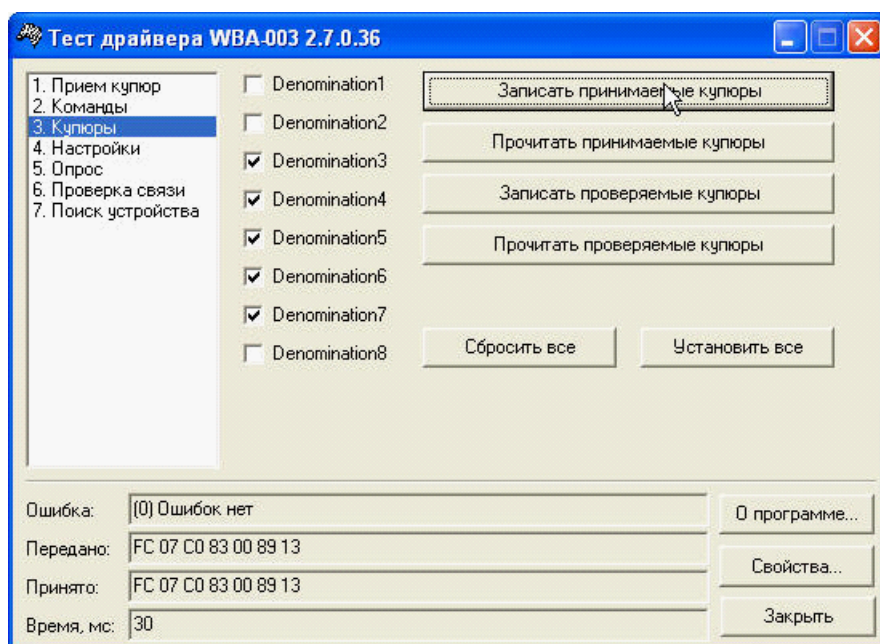 Тест драйвера WBA-003 2.7.0.36
1. Прием купюр
2. Команды
3. Купюры
4. Настройки
5. Опрос
6. Проверка связи
7. Поиск устройства
Denomination1
Denomination2
Denomination3
Denomination4
Denomination5
Denomination6
Denomination7
Denomination8
Записать принимаемые купюры
Прочитать принимаемые купюры
Записать проверяемые купюры
Прочитать проверяемые купюры
Сбросить все
Установить все
Ошибка: (0) Ошибок нет
Передано: FC 07 C0 83 00 89 13
Принято: FC 07 C0 83 00 89 13
Время, мс: 30
О программе...
Свойства...
Закрыть